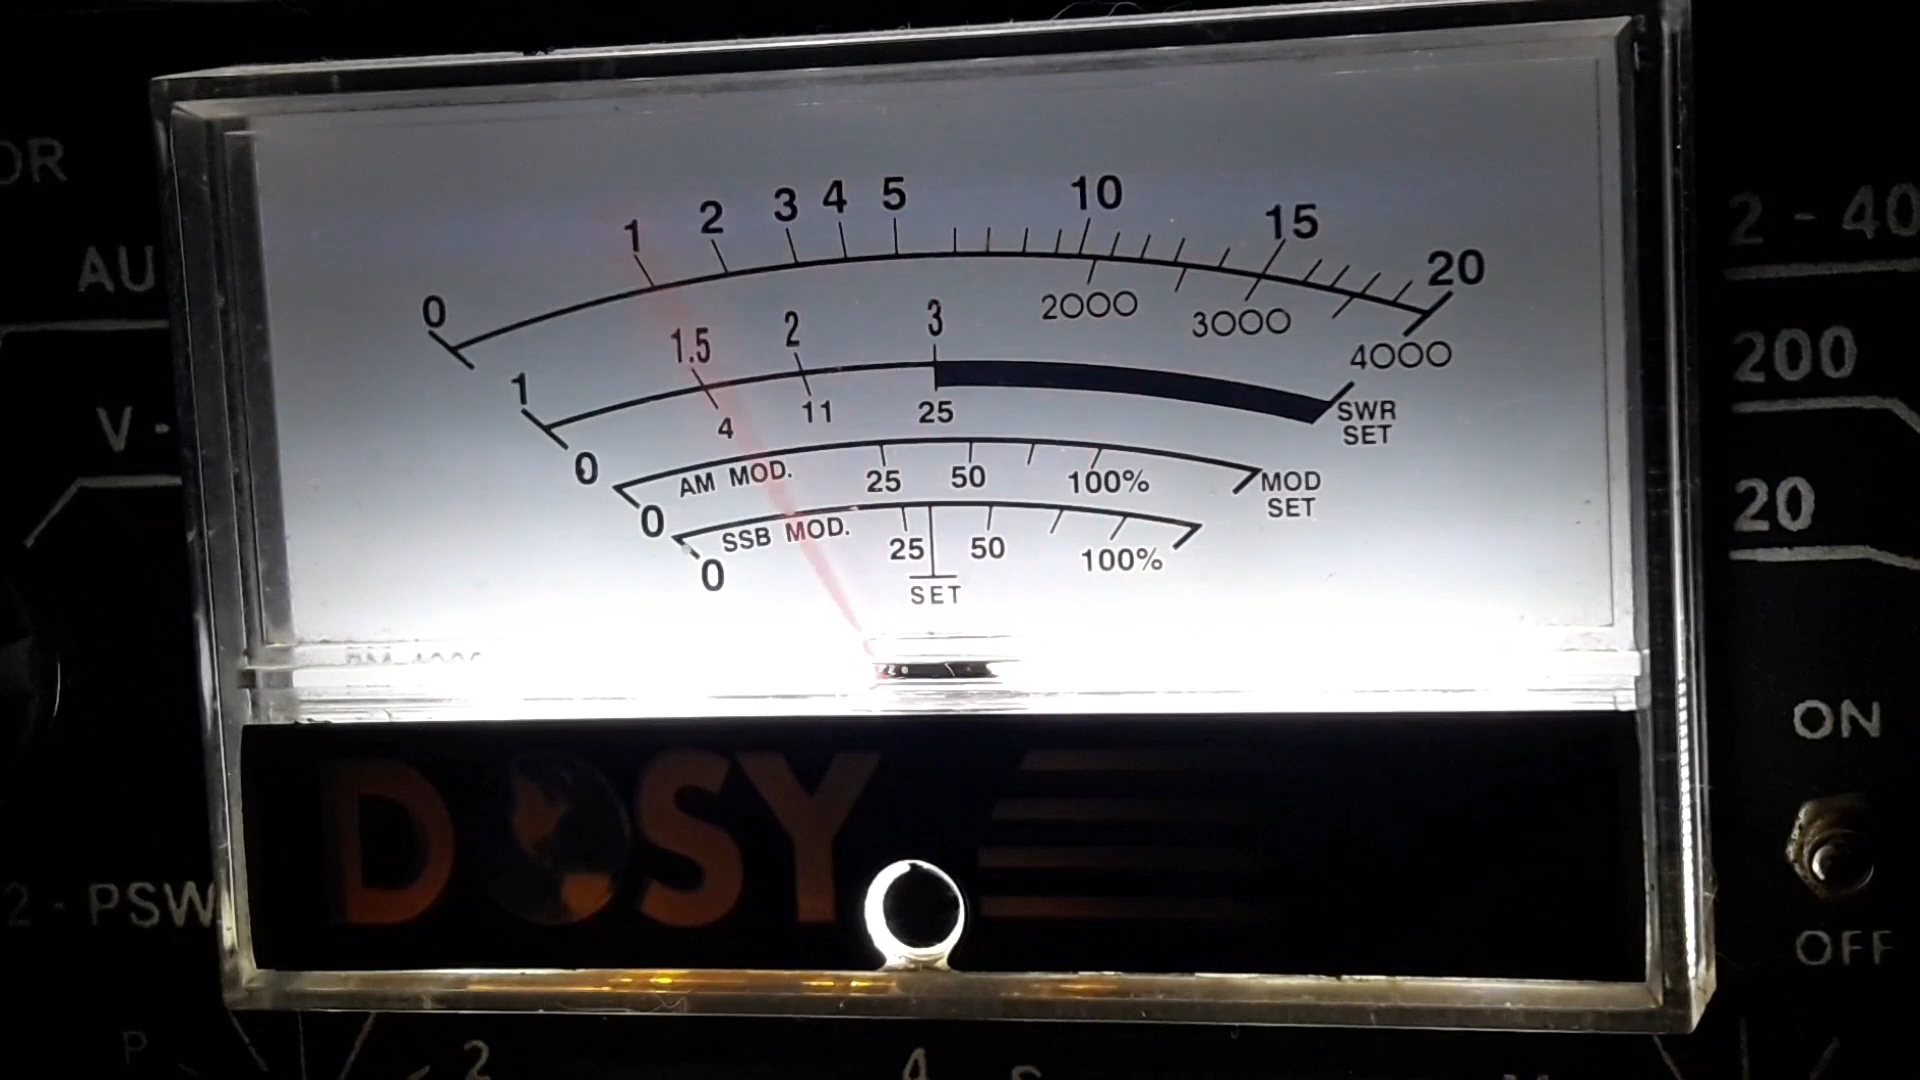 OR
AU
V -
2 - PSW
P
2
4
0 1 2 3 4 5 10 15 20
2000 3000 4000
1 1.5 2 3
0 4 11 25 SWR SET
AM MOD. 25 50 100% MOD SET
0
SSB MOD. 25 50 100%
0
SET
DOSY
2 - 40
200
20
ON
OFF